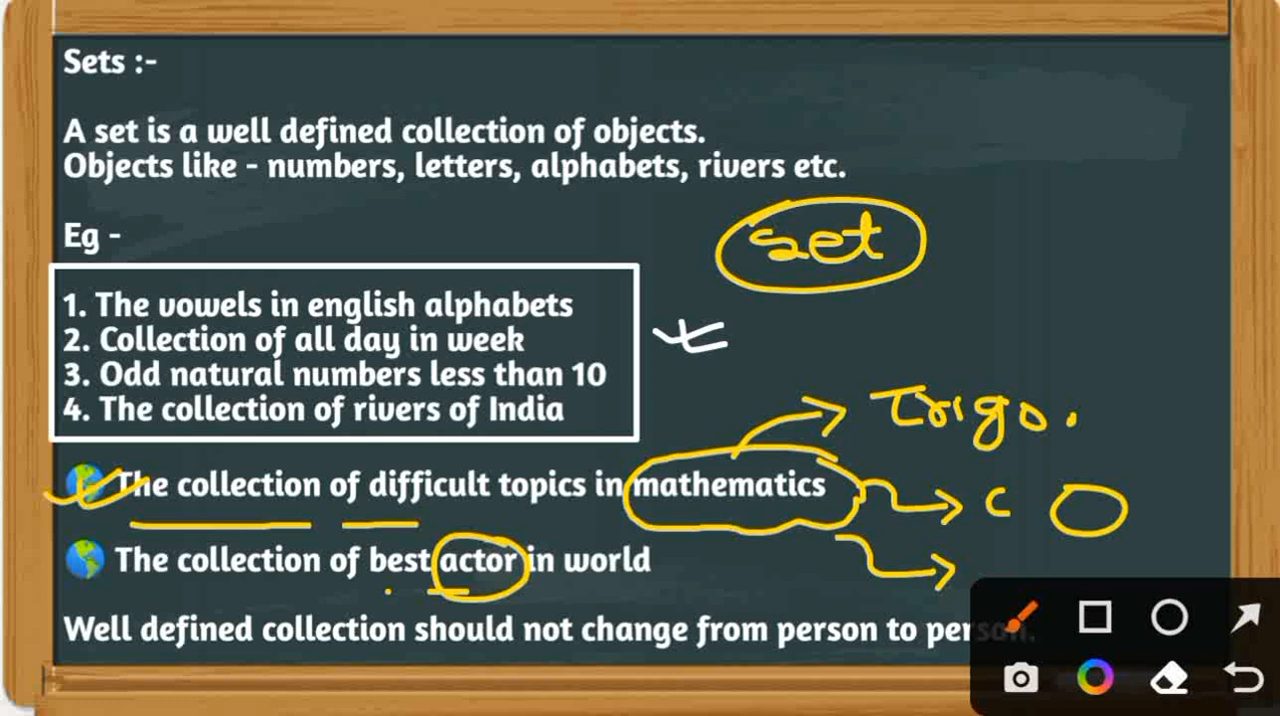 Sets :-
A set is a well defined collection of objects.
Objects like - numbers, letters, alphabets, rivers etc.
Eg -
set
1. The vowels in english alphabets
2. Collection of all day in week
3. Odd natural numbers less than 10
4. The collection of rivers of India
Trigo.
The collection of difficult topics in mathematics
C
The collection of best actor in world
Well defined collection should not change from person to person.